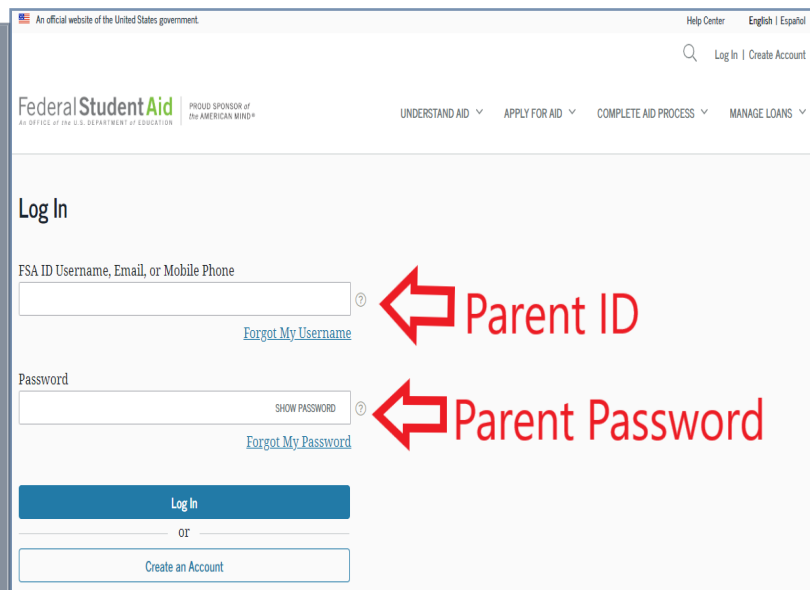 An official website of the United States government.
Help Center English | Español
Log In | Create Account
Federal Student Aid
An OFFICE of the U.S. DEPARTMENT of EDUCATION
PROUD SPONSOR of
the AMERICAN MIND®
UNDERSTAND AID APPLY FOR AID COMPLETE AID PROCESS MANAGE LOANS
Log In
FSA ID Username, Email, or Mobile Phone
?
Parent ID
Forgot My Username
Password
SHOW PASSWORD ?
Parent Password
Forgot My Password
Log In
or
Create an Account